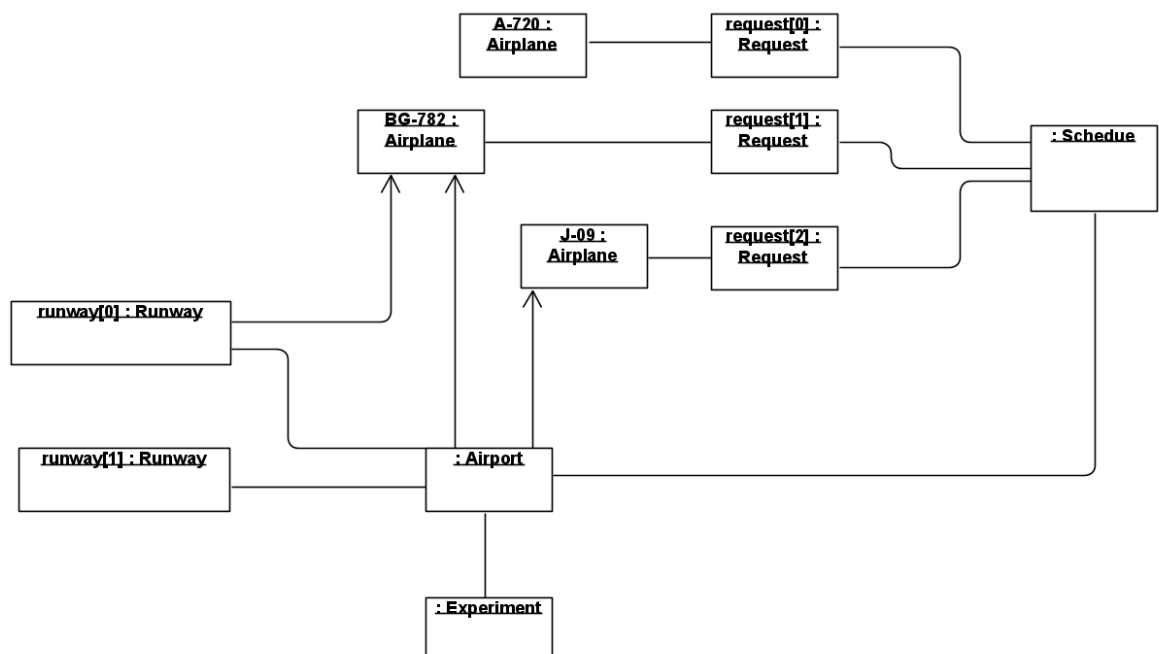 A-720 :
Airplane
request[0] :
Request
BG-782 :
Airplane
request[1] :
Request
: Schedue
J-09 :
Airplane
request[2] :
Request
runway[0] : Runway
runway[1] : Runway
: Airport
: Experiment